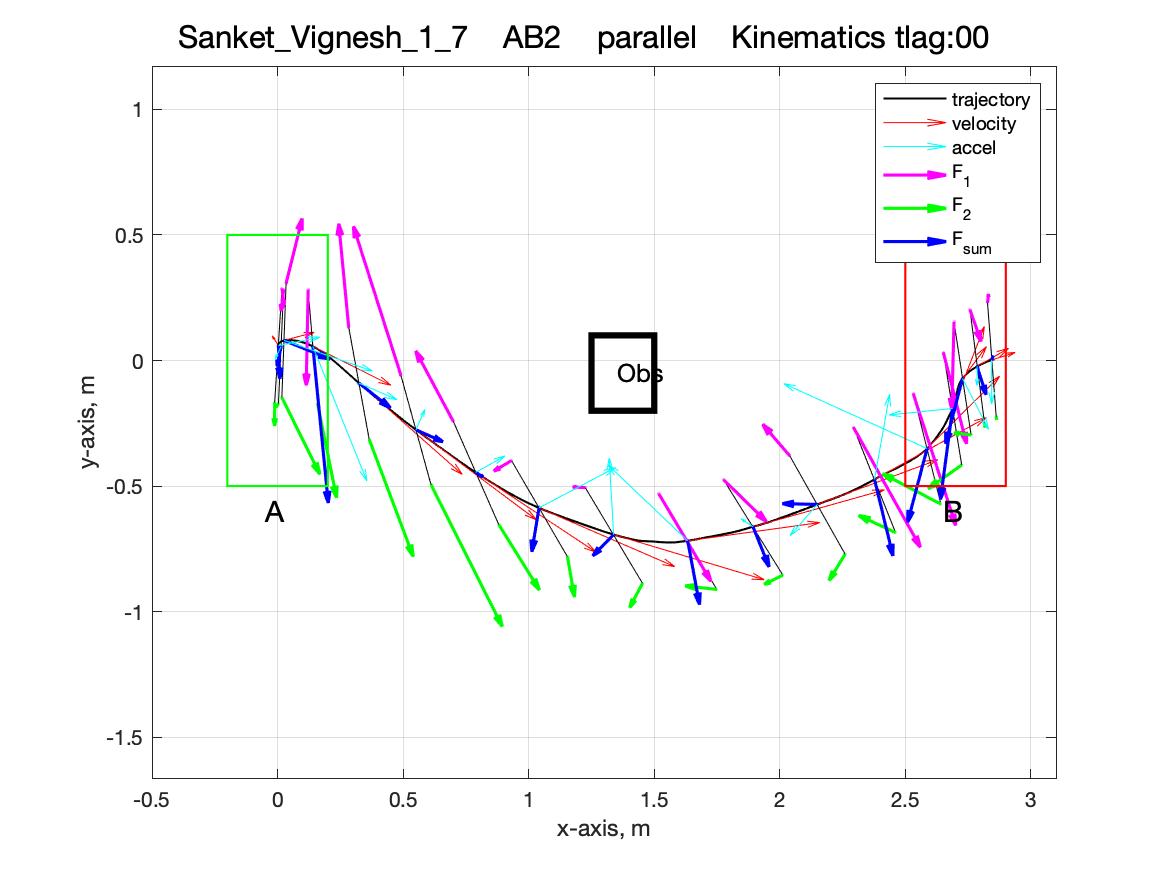 Sanket_Vignesh_1_7 AB2 parallel Kinematics tlag:00
trajectory
velocity
accel
F1
F2
Fsum
1
0.5
0
-0.5
-1
-1.5
y-axis, m
Obs
A
B
-0.5 0 0.5 1 1.5 2 2.5 3
x-axis, m